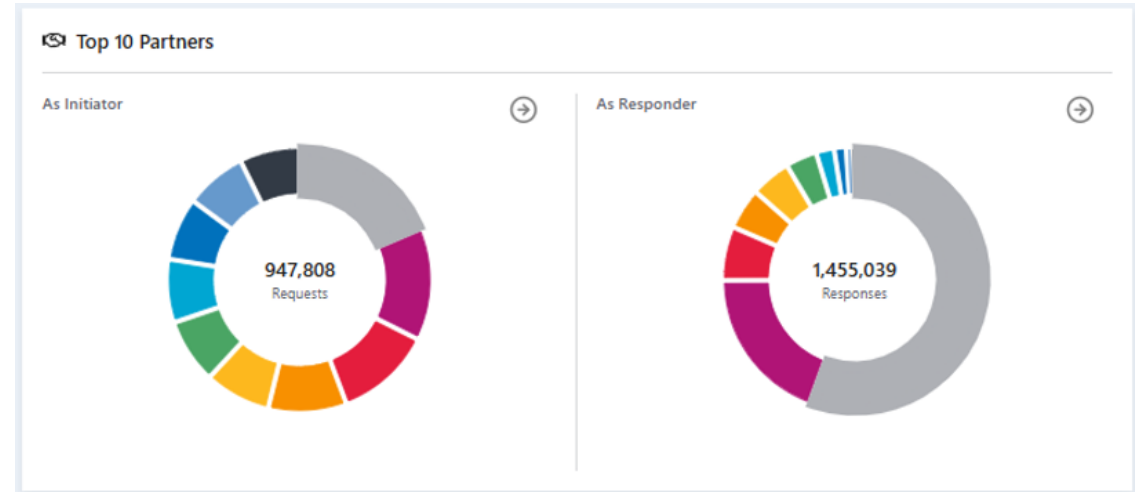 Top 10 Partners
As Initiator
947,808
Requests
As Responder
1,455,039
Responses